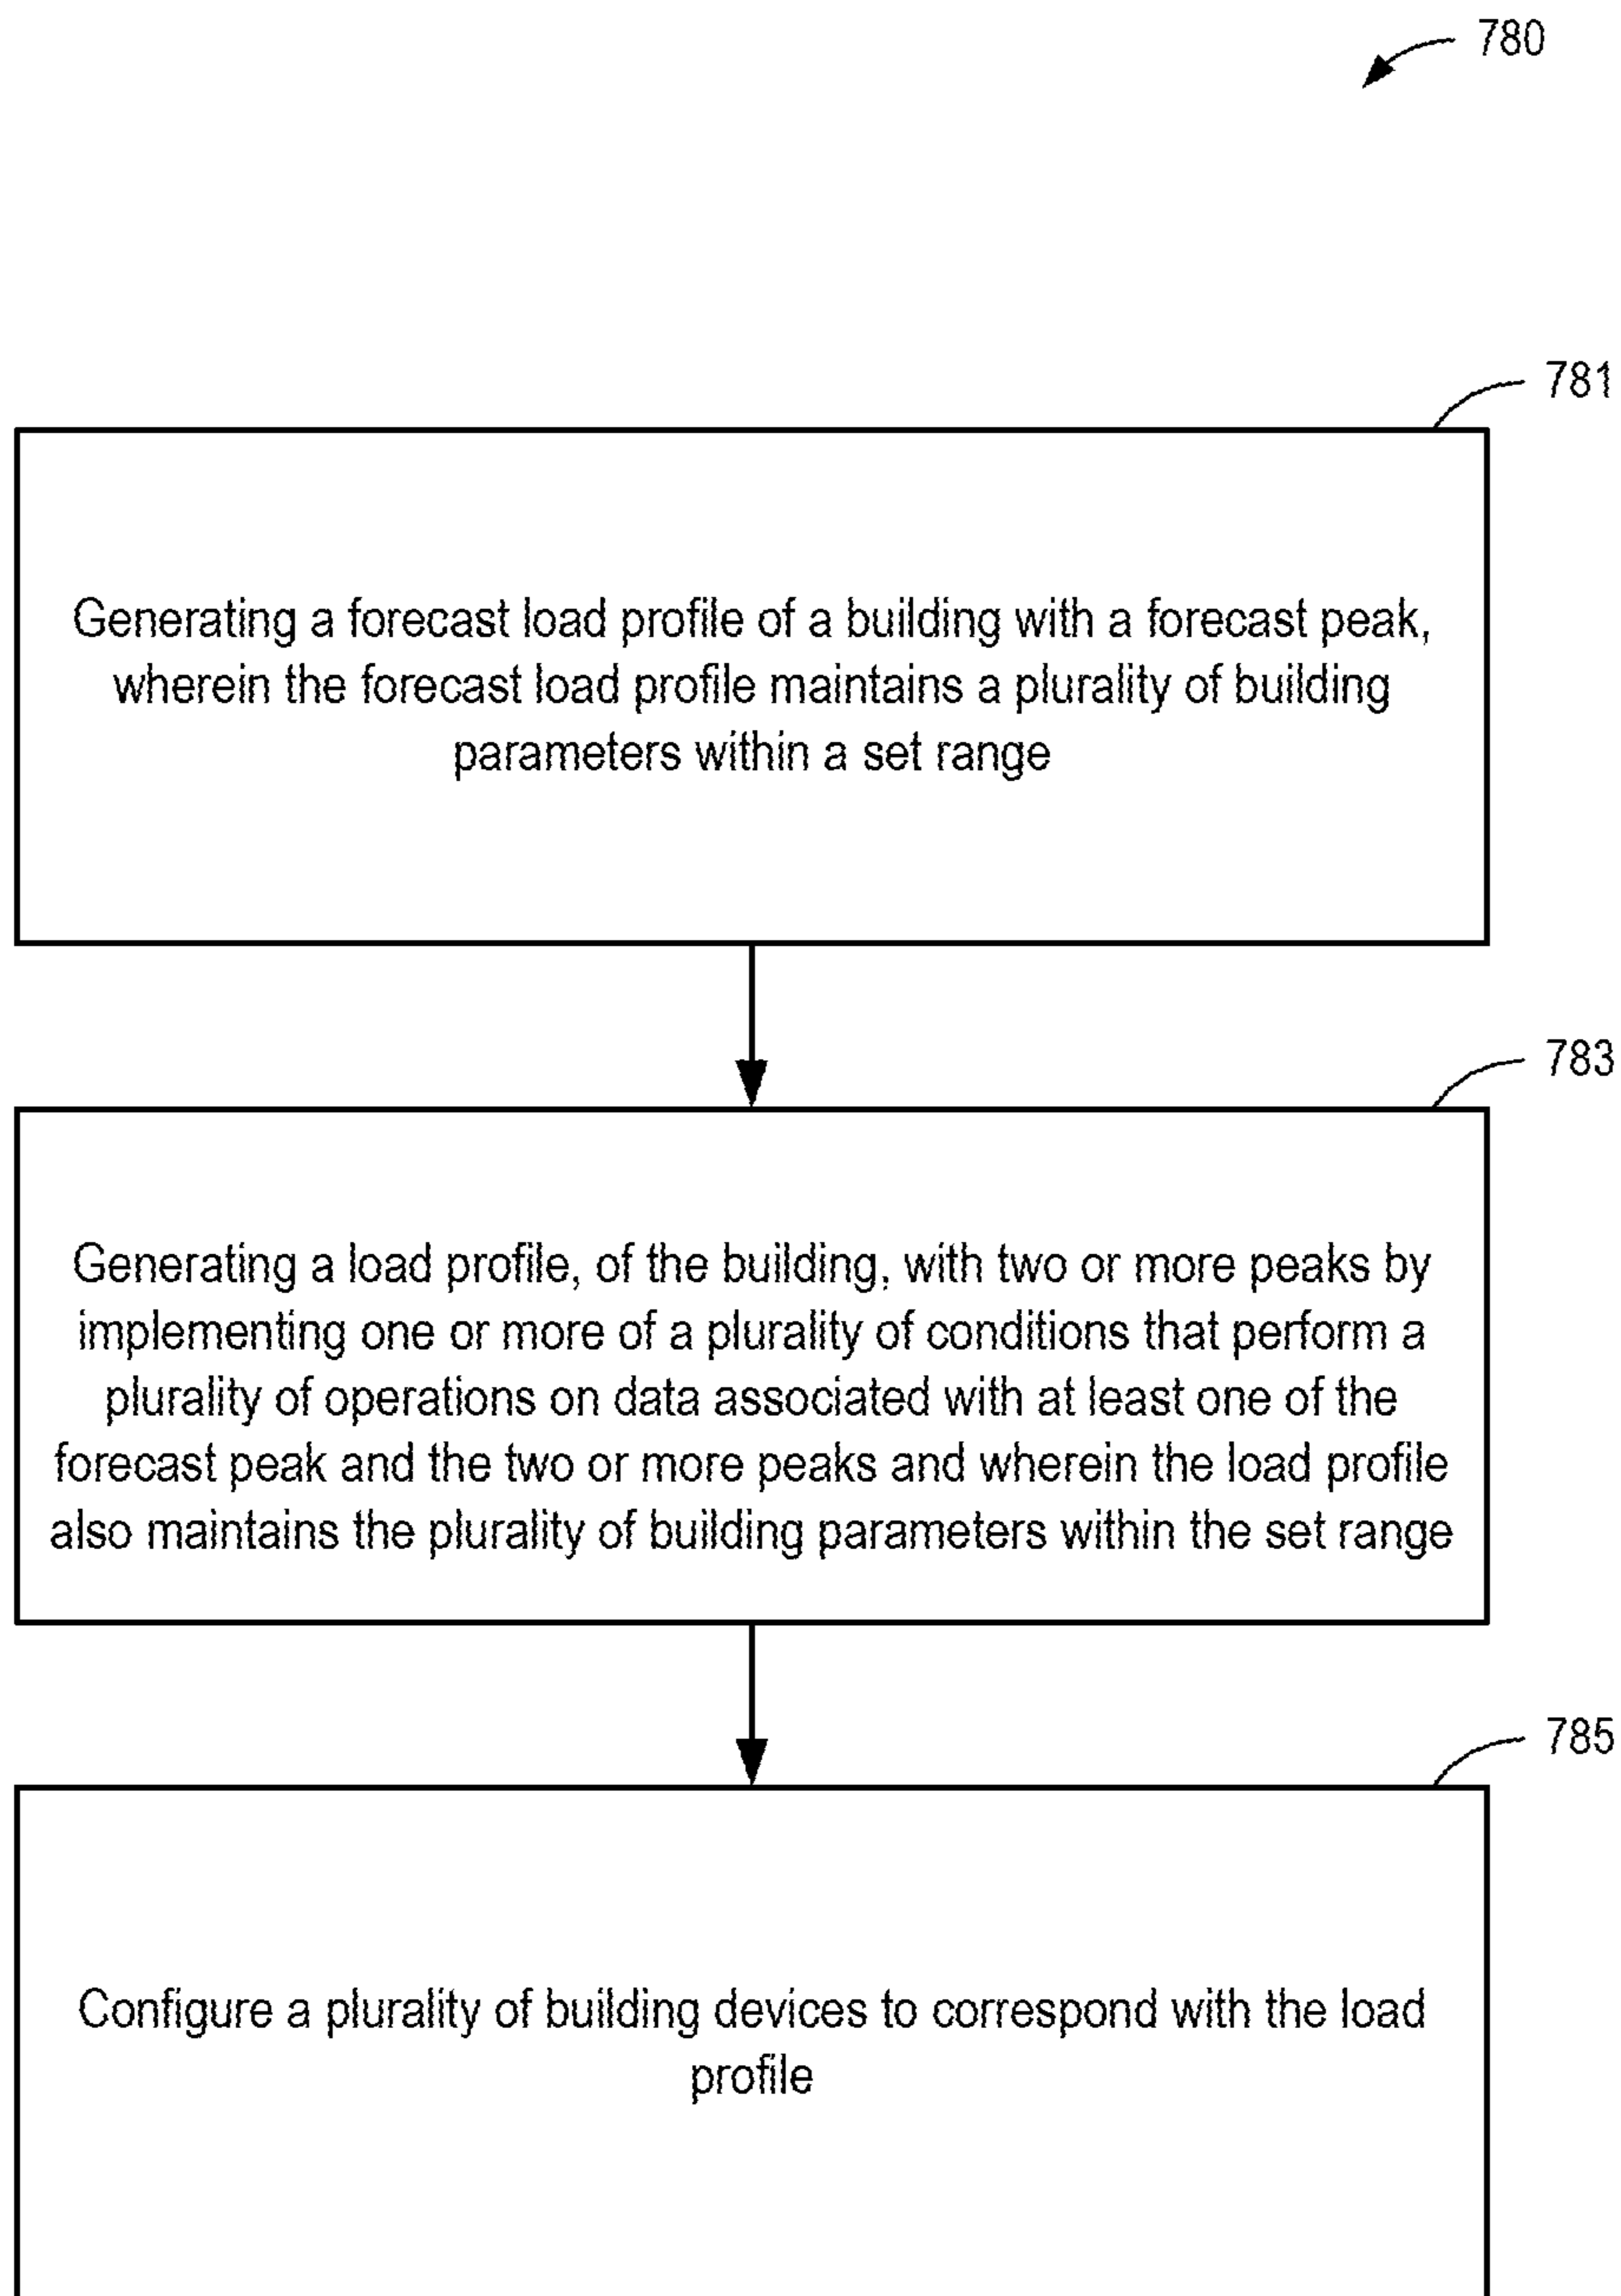 780
781
Generating a forecast load profile of a building with a forecast peak,
wherein the forecast load profile maintains a plurality of building
parameters within a set range
783
Generating a load profile, of the building, with two or more peaks by
implementing one or more of a plurality of conditions that perform a
plurality of operations on data associated with at least one of the
forecast peak and the two or more peaks and wherein the load profile
also maintains the plurality of building parameters within the set range
785
Configure a plurality of building devices to correspond with the load
profile